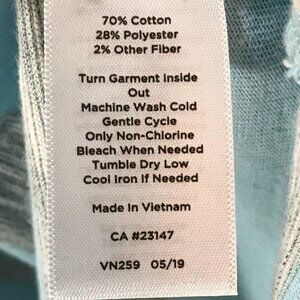 70% Cotton
28% Polyester
2% Other Fiber
Turn Garment Inside
Out
Machine Wash Cold
Gentle Cycle
Only Non-Chlorine
Bleach When Needed
Tumble Dry Low
Cool Iron If Needed
Made In Vietnam
CA #23147
VN259 05/19